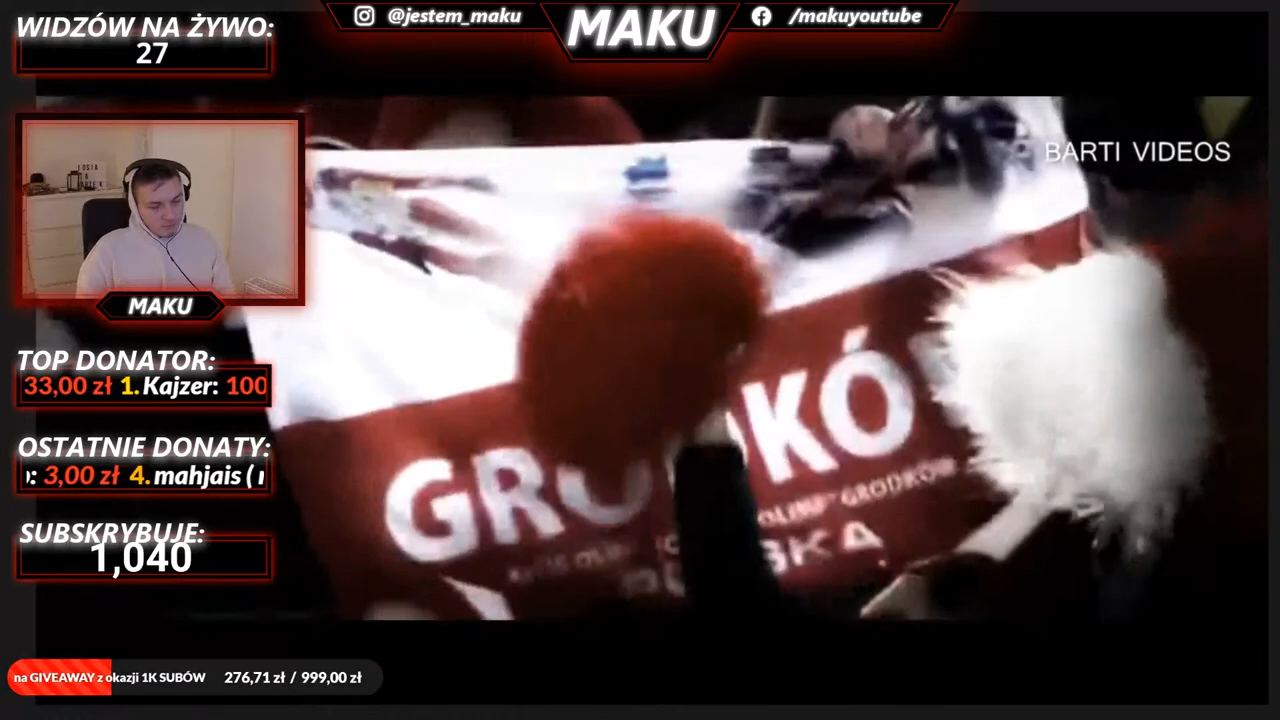 WIDZÓW NA ŻYWO:
27
@jestem_maku
MAKU
/makuyoutube
BARTI VIDEOS
MAKU
TOP DONATOR:
33,00 zł 1. Kajzer: 100
OSTATNIE DONATY:
: 3,00 zł 4. mahjais (
SUBSKRYBUJE:
1,040
GRODKÓ
GRODKÓW
na GIVEAWAY z okazji 1K SUBÓW 276,71 zł / 999,00 zł